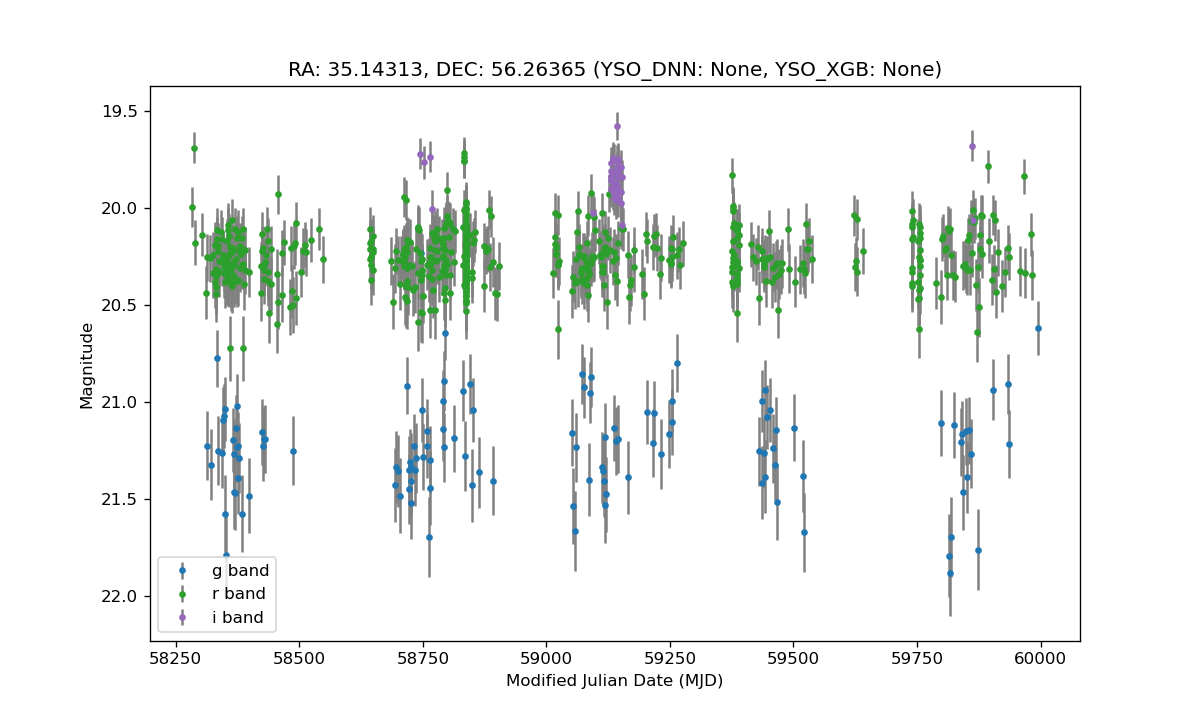 RA: 35.14313, DEC: 56.26365 (YSO_DNN: None, YSO_XGB: None)
Magnitude
19.5
20.0
20.5
21.0
21.5
22.0
g band
r band
i band
58250 58500 58750 59000 59250 59500 59750 60000
Modified Julian Date (MJD)